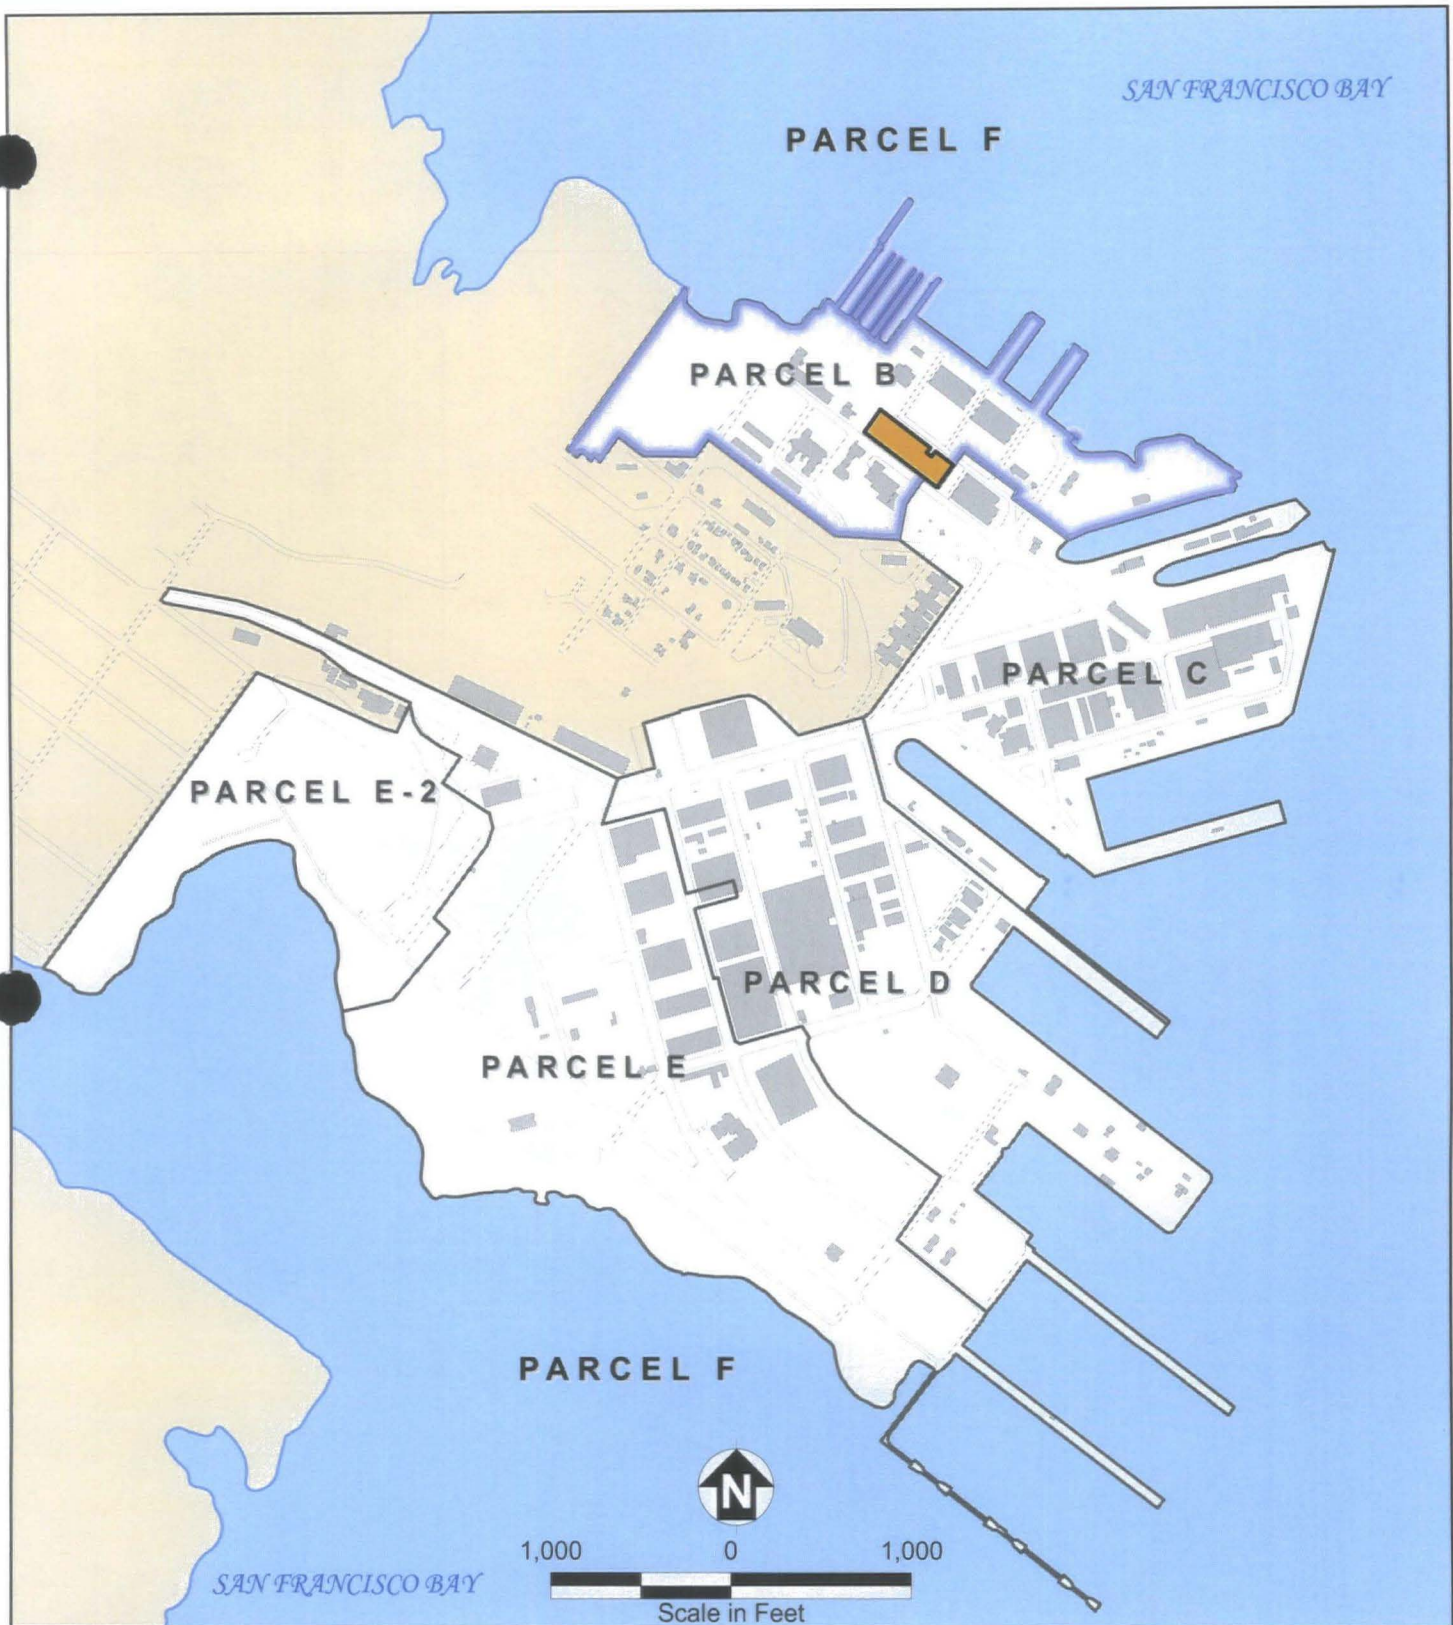 SAN FRANCISCO BAY
PARCEL F
PARCEL B
PARCEL C
PARCEL E-2
PARCEL D
PARCEL E
PARCEL F
N
1,000 0 1,000
SAN FRANCISCO BAY
Scale in Feet